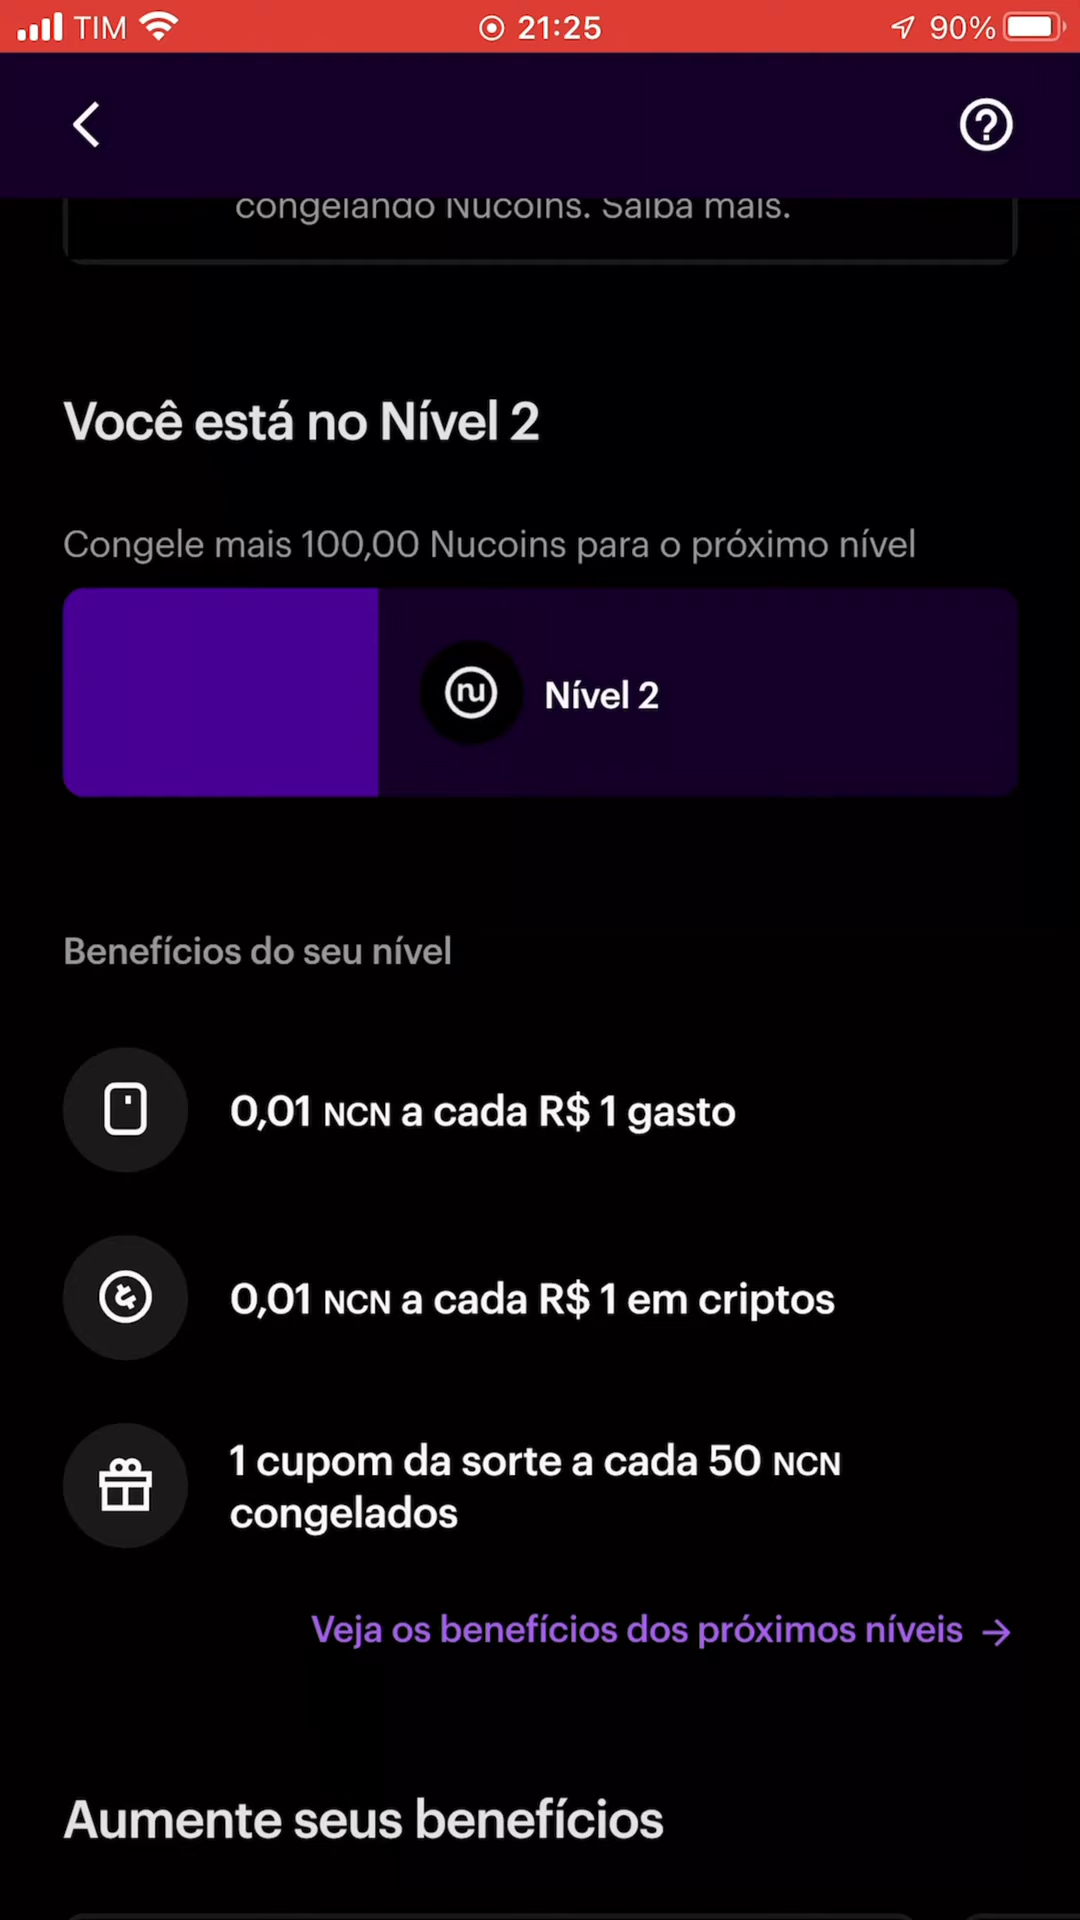 TIM 21:25 90%
congelando Nucoins. Saiba mais.
Você está no Nível 2
Congele mais 100,00 Nucoins para o próximo nível
nu Nível 2
Benefícios do seu nível
0,01 NCN a cada R$ 1 gasto
0,01 NCN a cada R$ 1 em criptos
1 cupom da sorte a cada 50 NCN
congelados
Veja os benefícios dos próximos níveis →
Aumente seus benefícios